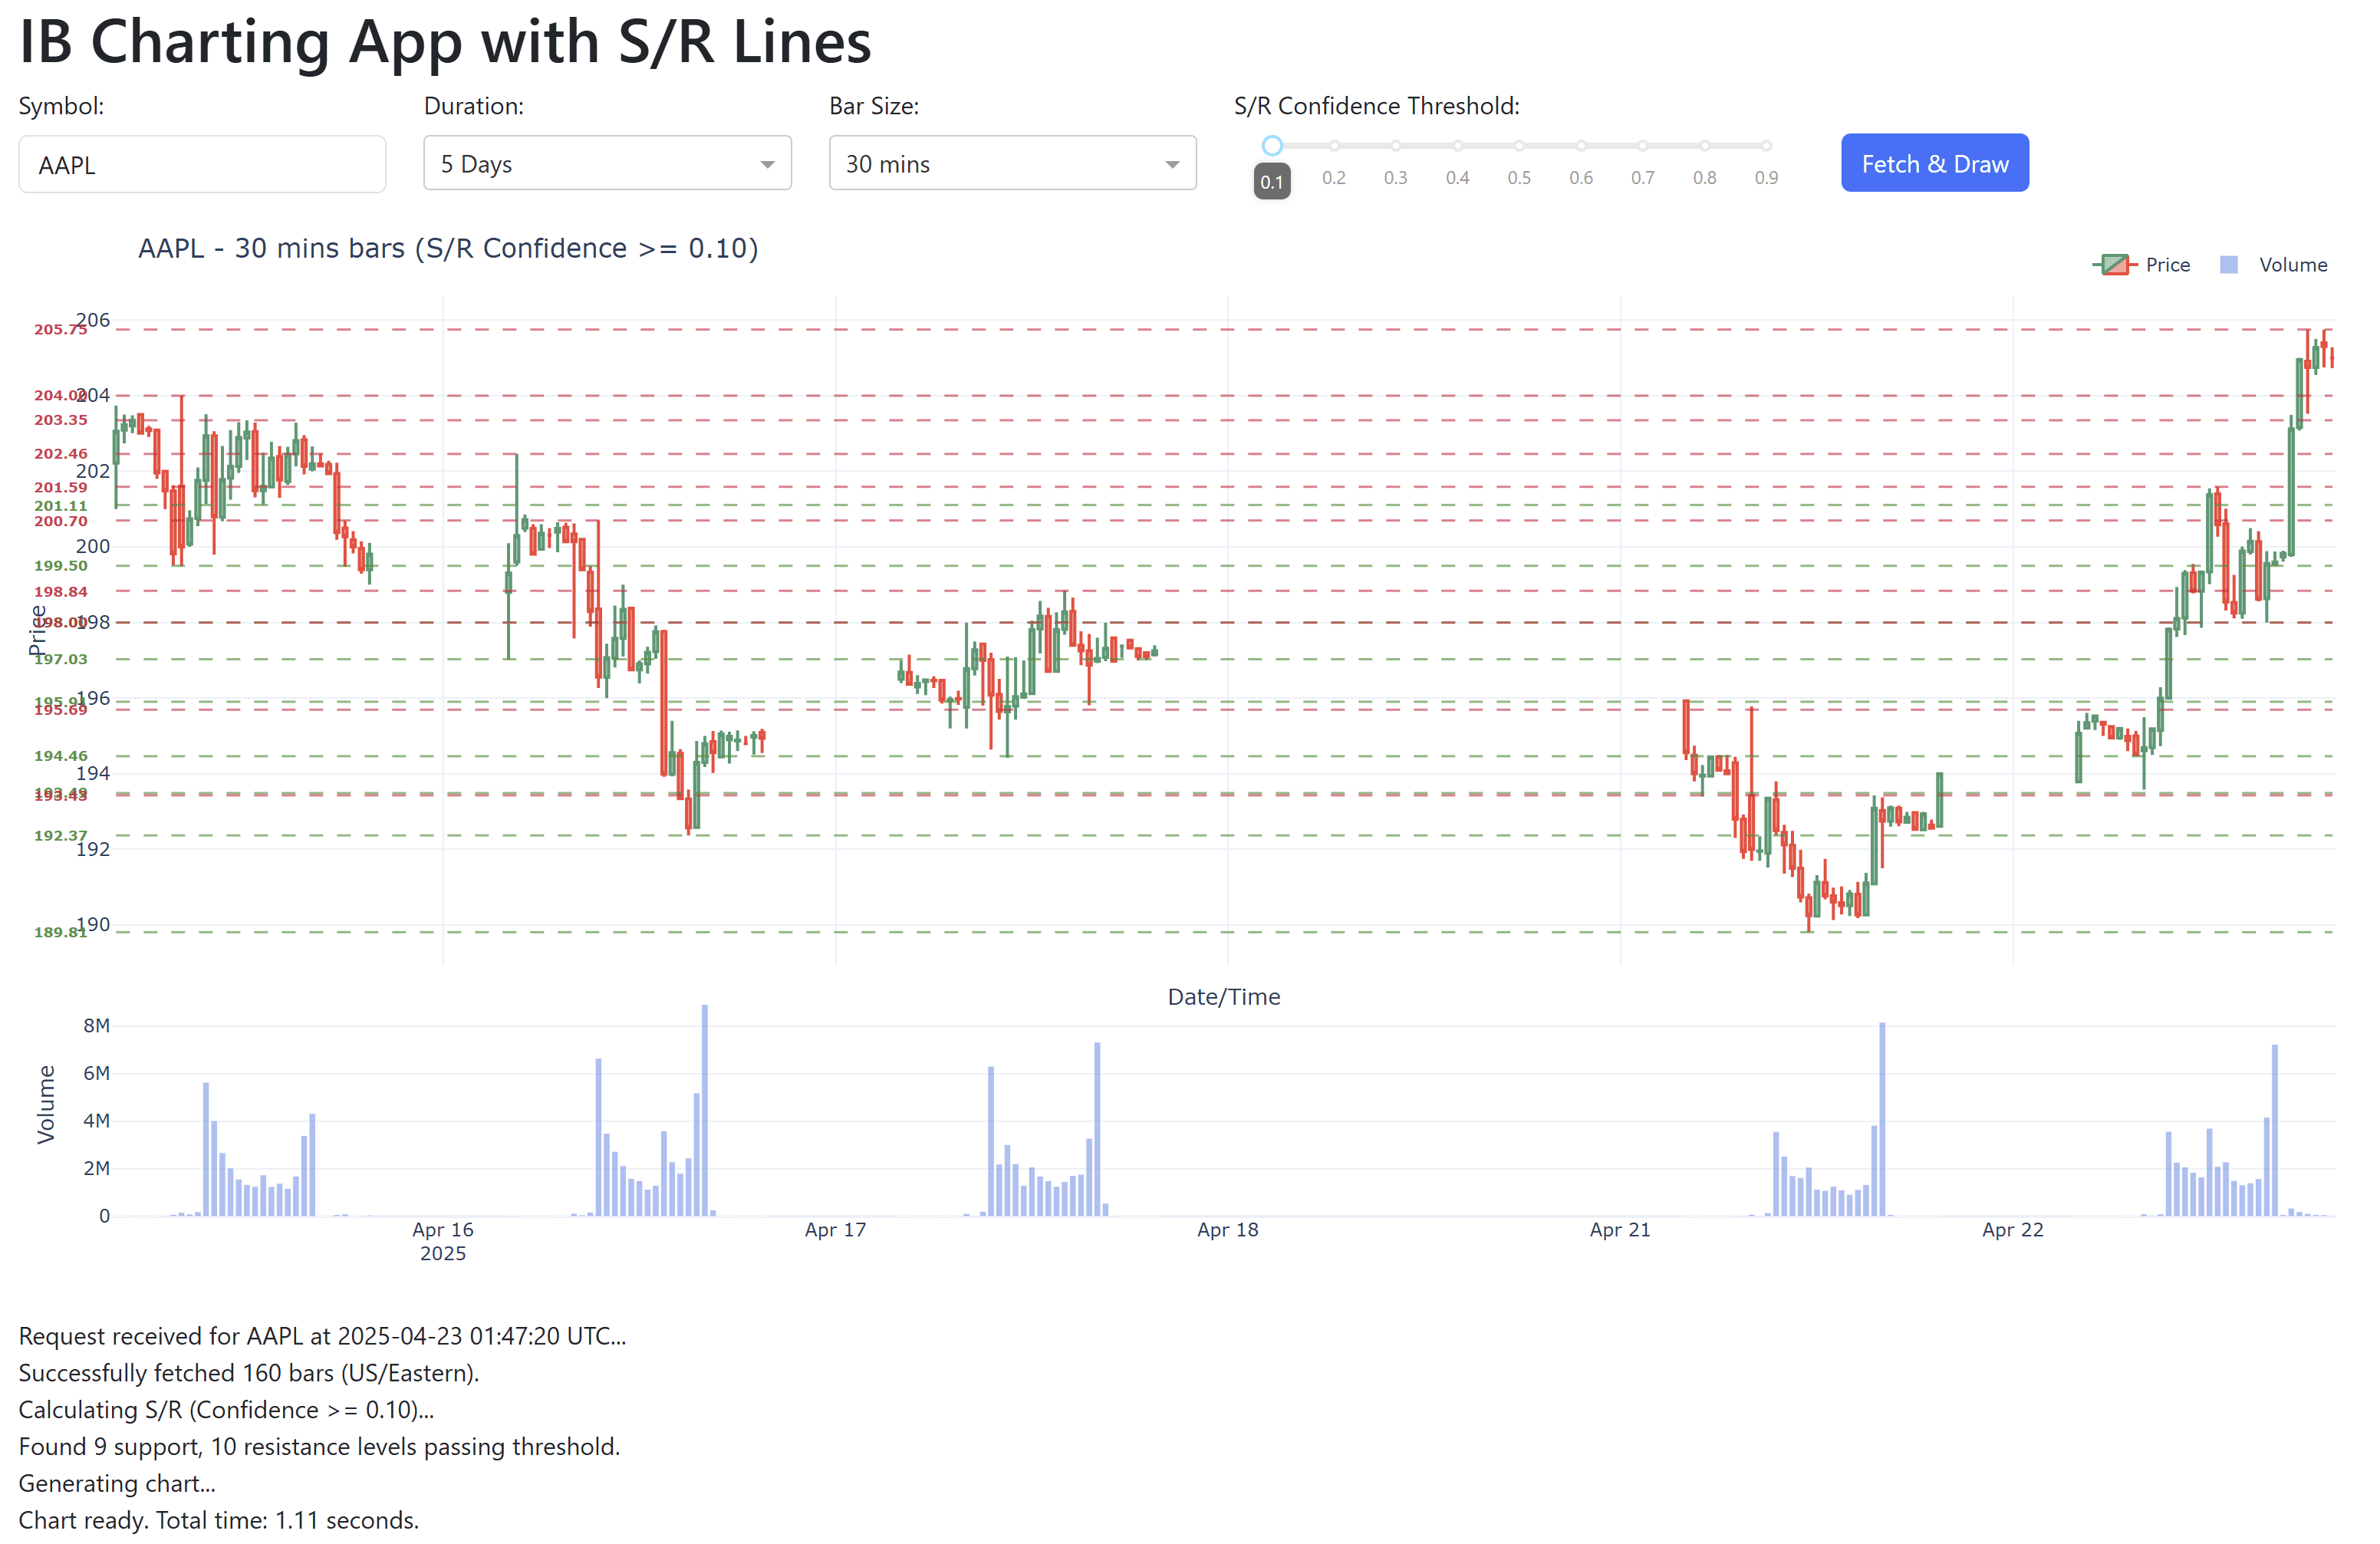 IB Charting App with S/R Lines
Symbol:
Duration:
Bar Size:
S/R Confidence Threshold:
AAPL
5 Days
30 mins
0.1 0.2 0.3 0.4 0.5 0.6 0.7 0.8 0.9
Fetch & Draw
AAPL - 30 mins bars (S/R Confidence >= 0.10)
Price
Volume
206
205.75
204
204.00
203.35
202.46
202
201.59
201.11
200.70
200
199.50
198.84
198.00
198
Price
197.03
196
195.91
195.69
194.46
194
193.49
193.43
192.37
192
190
189.81
Date/Time
8M
6M
Volume
4M
2M
0
Apr 16 Apr 17 Apr 18 Apr 21 Apr 22
2025
Request received for AAPL at 2025-04-23 01:47:20 UTC...
Successfully fetched 160 bars (US/Eastern).
Calculating S/R (Confidence >= 0.10)...
Found 9 support, 10 resistance levels passing threshold.
Generating chart...
Chart ready. Total time: 1.11 seconds.